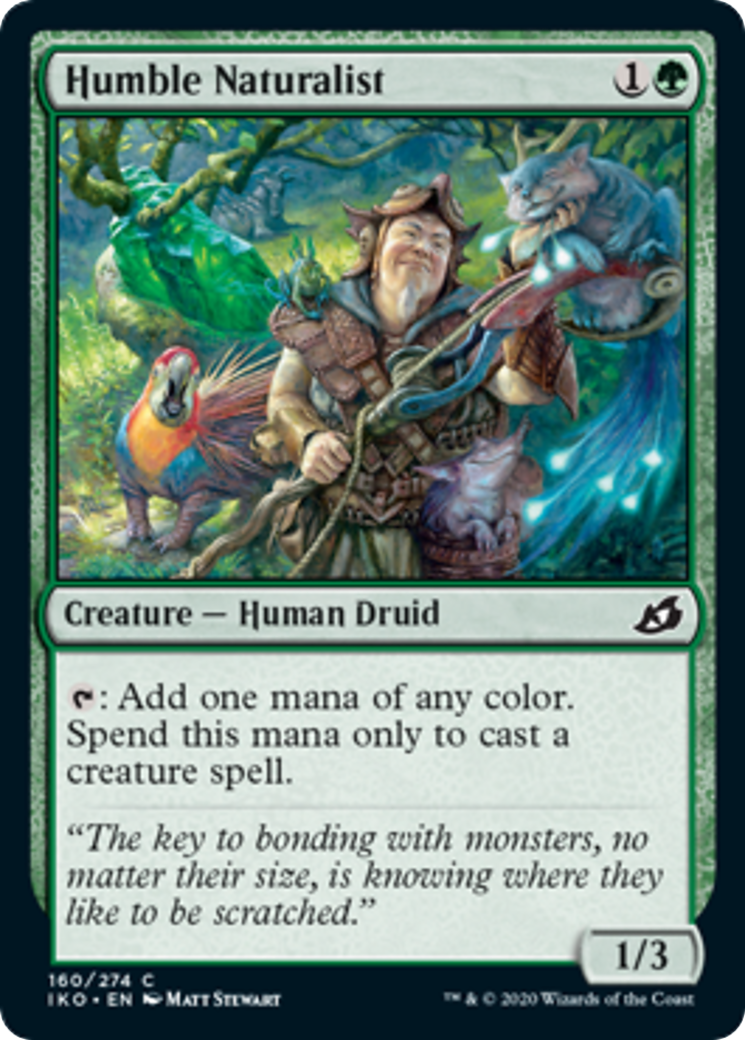 Humble Naturalist 1
Creature — Human Druid
: Add one mana of any color.
Spend this mana only to cast a
creature spell.
“The key to bonding with monsters, no
matter their size, is knowing where they
like to be scratched.”
1/3
160/274 C
IKO • EN Matt Stewart
™ & © 2020 Wizards of the Coast